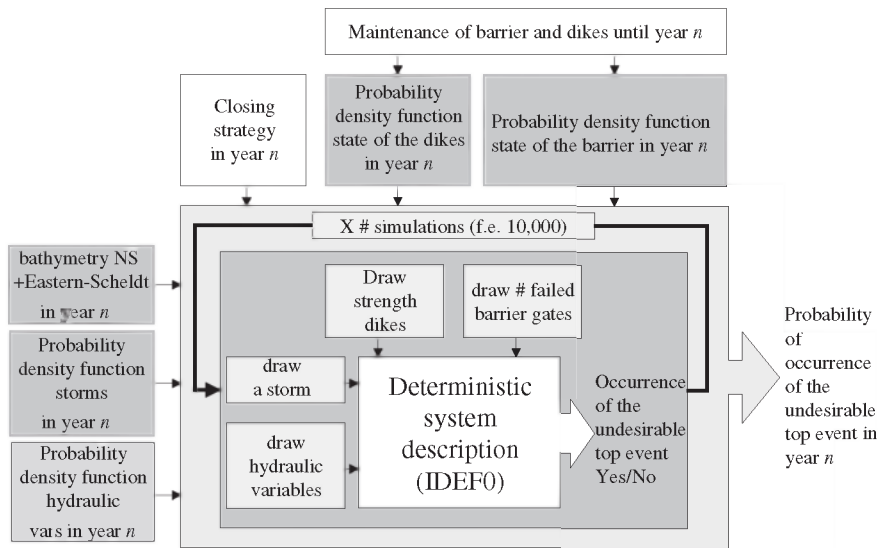 Maintenance of barrier and dikes until year n
Closing
strategy
in year n
Probability
density function
state of the dikes
in year n
Probability density function
state of the barrier in year n
X # simulations (f.e. 10,000)
bathymetry NS
+Eastern-Scheldt
in year n
Probability
density function
storms
in year n
Probability
density function
hydraulic
vars in year n
Draw
strength
dikes
draw # failed
barrier gates
draw
a storm
draw
hydraulic
variables
Deterministic
system
description
(IDEF0)
Occurrence
of the
undesirable
top event
Yes/No
Probability
of
occurrence
of the
undesirable
top event in
year n